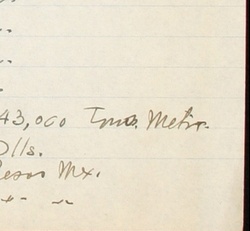 "
"
"
43,000 Tons. Metr.
Dlls.
Pesos Mx.
" "